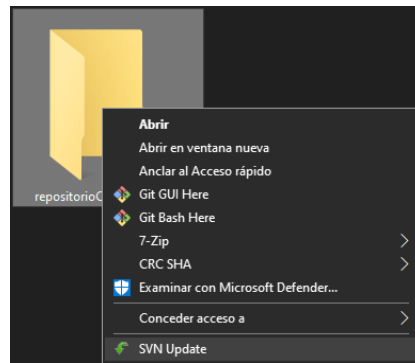 Abrir
Abrir en ventana nueva
Anclar al Acceso rápido
Git GUI Here
Git Bash Here
7-Zip
CRC SHA
Examinar con Microsoft Defender...
Conceder acceso a
SVN Update